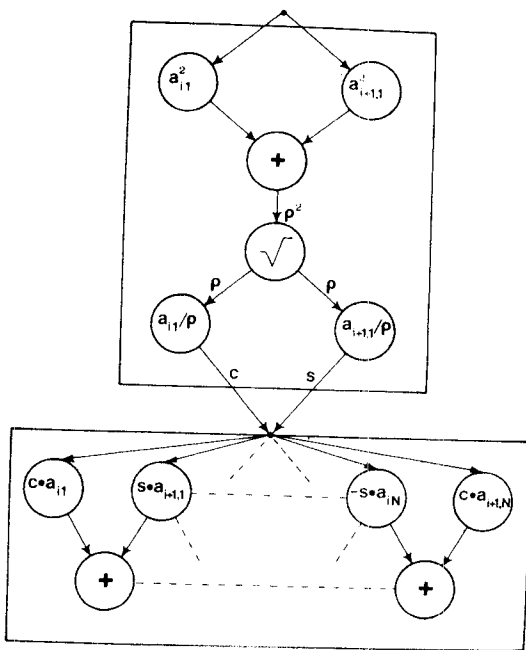 a²ᵢ₁ a²ᵢ₊₁,₁
+
ρ²
√
ρ ρ
aᵢ₁/ρ aᵢ₊₁,₁/ρ
c s
c•aᵢ₁ s•aᵢ₊₁,₁ -s•aᵢN c•aᵢ₊₁,N
+ +